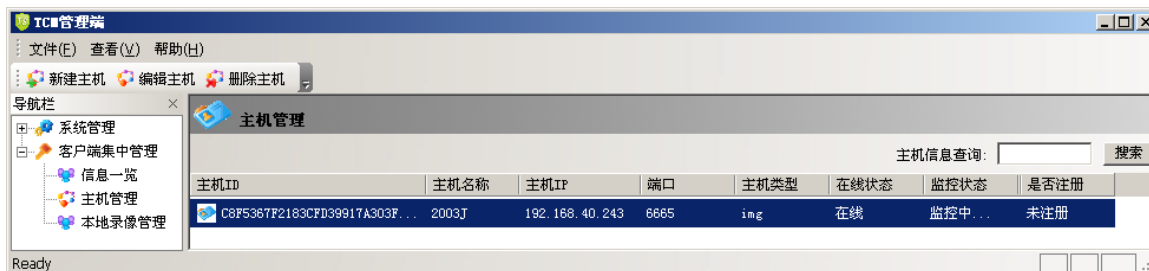 TCM管理端
文件(F) 查看(V) 帮助(H)
新建主机 编辑主机 删除主机
导航栏
系统管理
客户端集中管理
信息一览
主机管理
本地录像管理
主机管理
主机信息查询: 搜索
主机ID 主机名称 主机IP 端口 主机类型 在线状态 监控状态 是否注册
C8F5367F2183CFD39917A303F... 2003J 192.168.40.243 6665 img 在线 监控中... 未注册
Ready